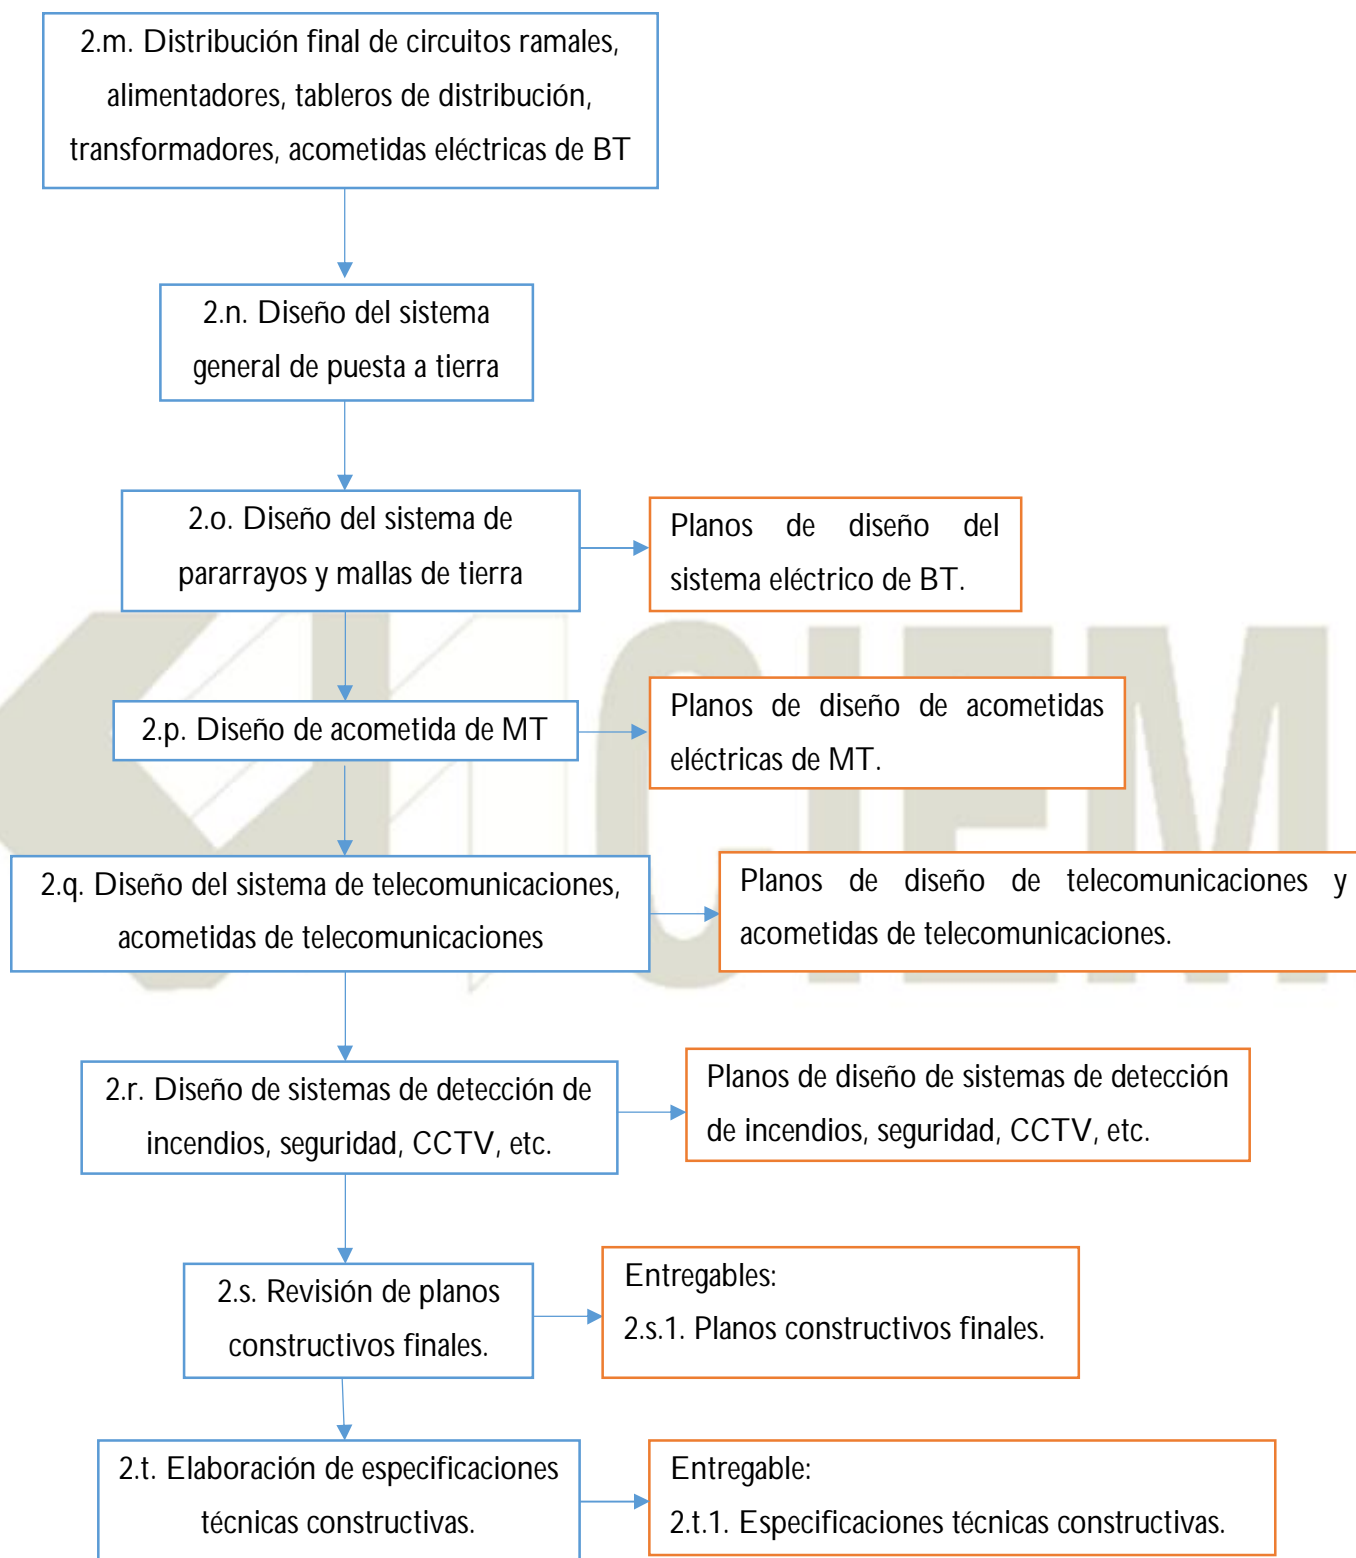 2.m. Distribución final de circuitos ramales,
alimentadores, tableros de distribución,
transformadores, acometidas eléctricas de BT
2.n. Diseño del sistema
general de puesta a tierra
2.o. Diseño del sistema de
pararrayos y mallas de tierra
Planos de diseño del
sistema eléctrico de BT.
2.p. Diseño de acometida de MT
Planos de diseño de acometidas
eléctricas de MT.
2.q. Diseño del sistema de telecomunicaciones,
acometidas de telecomunicaciones
Planos de diseño de telecomunicaciones y
acometidas de telecomunicaciones.
2.r. Diseño de sistemas de detección de
incendios, seguridad, CCTV, etc.
Planos de diseño de sistemas de detección
de incendios, seguridad, CCTV, etc.
2.s. Revisión de planos
constructivos finales.
Entregables:
2.s.1. Planos constructivos finales.
2.t. Elaboración de especificaciones
técnicas constructivas.
Entregable:
2.t.1. Especificaciones técnicas constructivas.
CIEM